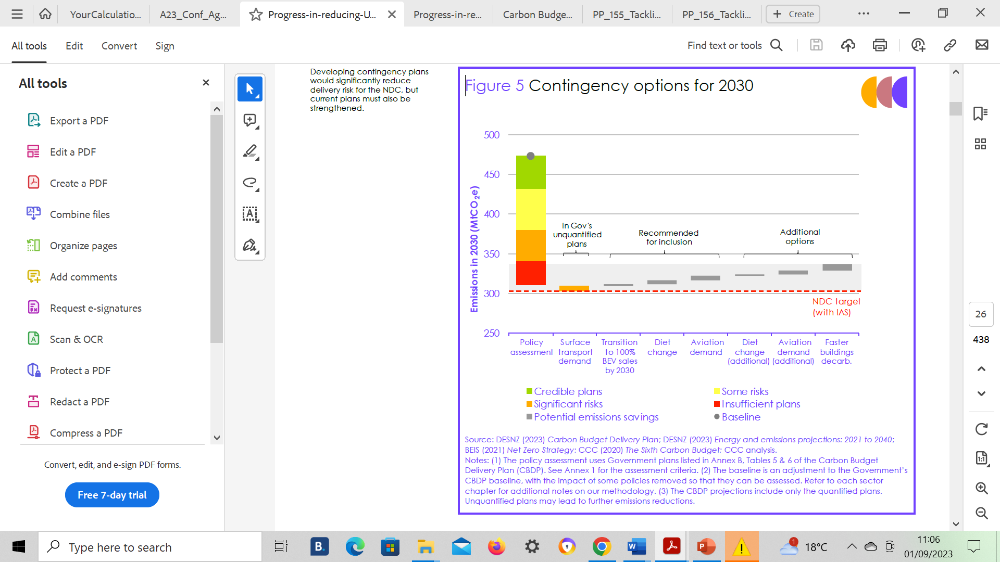 YourCalculatio...
A23_Conf_Ag...
Progress-in-reducing-U...
Progress-in-re...
Carbon Budge...
PP_155_Tackli...
PP_156_Tackli...
Create
All tools
Edit
Convert
Sign
Find text or tools
All tools
Export a PDF
Edit a PDF
Create a PDF
Combine files
Organize pages
Add comments
Request e-signatures
Scan & OCR
Protect a PDF
Redact a PDF
Compress a PDF
Convert, edit, and e-sign PDF forms.
Free 7-day trial
Developing contingency plans
would significantly reduce
delivery risk for the NDC, but
current plans must also be
strengthened.
Figure 5 Contingency options for 2030
Emissions in 2030 (MtCO₂e)
500
450
400
350
300
250
In Gov's
unquantified
plans
Recommended
for inclusion
Additional
options
NDC target
(with IAS)
Policy
assessment
Surface
transport
demand
Transition
to 100%
BEV sales
by 2030
Diet
change
Aviation
demand
Diet
change
(additional)
Aviation
demand
(additional)
Faster
buildings
decarb.
Credible plans
Some risks
Significant risks
Insufficient plans
Potential emissions savings
Baseline
Source: DESNZ (2023) Carbon Budget Delivery Plan; DESNZ (2023) Energy and emissions projections: 2021 to 2040;
BEIS (2021) Net Zero Strategy; CCC (2020) The Sixth Carbon Budget; CCC analysis.
Notes: (1) The policy assessment uses Government plans listed in Annex B, Tables 5 & 6 of the Carbon Budget
Delivery Plan (CBDP). See Annex 1 for the assessment criteria. (2) The baseline is an adjustment to the Government's
CBDP baseline, with the impact of some policies removed so that they can be assessed. Refer to each sector
chapter for additional notes on our methodology. (3) The CBDP projections include only the quantified plans.
Unquantified plans may lead to further emissions reductions.
26
438
1:1
Type here to search
B.
W
P
1
18°C
11:06
01/09/2023